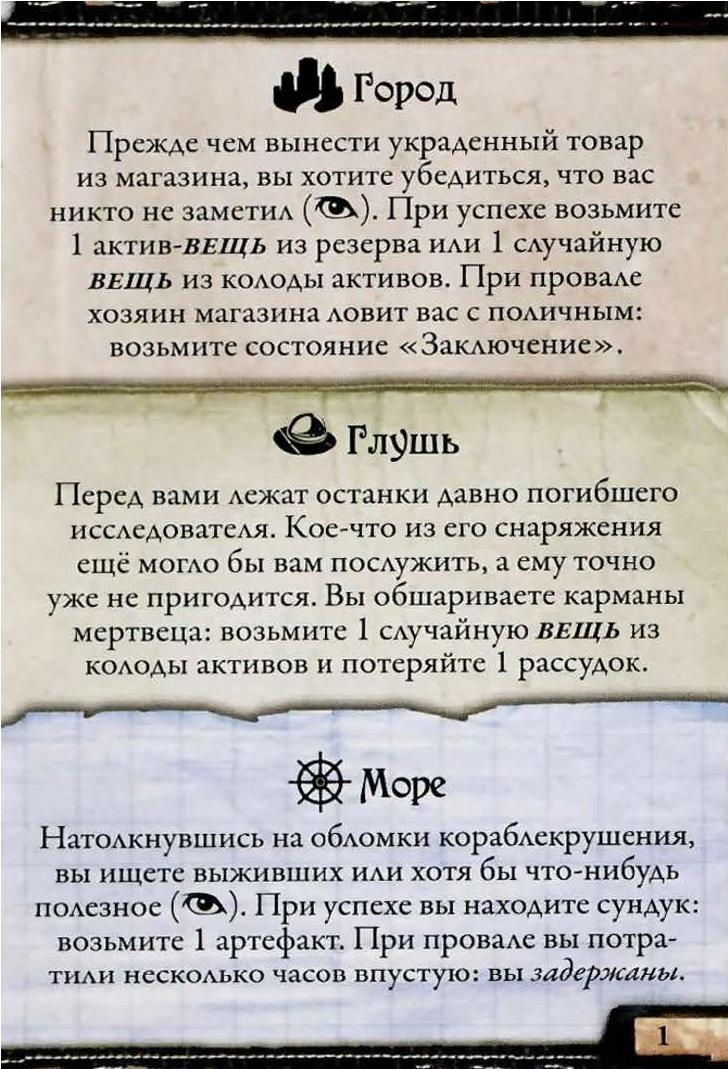 Город
Прежде чем вынести украденный товар
из магазина, вы хотите убедиться, что вас
никто не заметил (). При успехе возьмите
1 актив-ВЕЩЬ из резерва или 1 случайную
ВЕЩЬ из колоды активов. При провале
хозяин магазина ловит вас с поличным:
возьмите состояние «Заключение».
Глушь
Перед вами лежат останки давно погибшего
исследователя. Кое-что из его снаряжения
ещё могло бы вам послужить, а ему точно
уже не пригодится. Вы обшариваете карманы
мертвеца: возьмите 1 случайную ВЕЩЬ из
колоды активов и потеряйте 1 рассудок.
Море
Натолкнувшись на обломки кораблекрушения,
вы ищете выживших или хотя бы что-нибудь
полезное (). При успехе вы находите сундук:
возьмите 1 артефакт. При провале вы потра-
тили несколько часов впустую: вы задержаны.
1